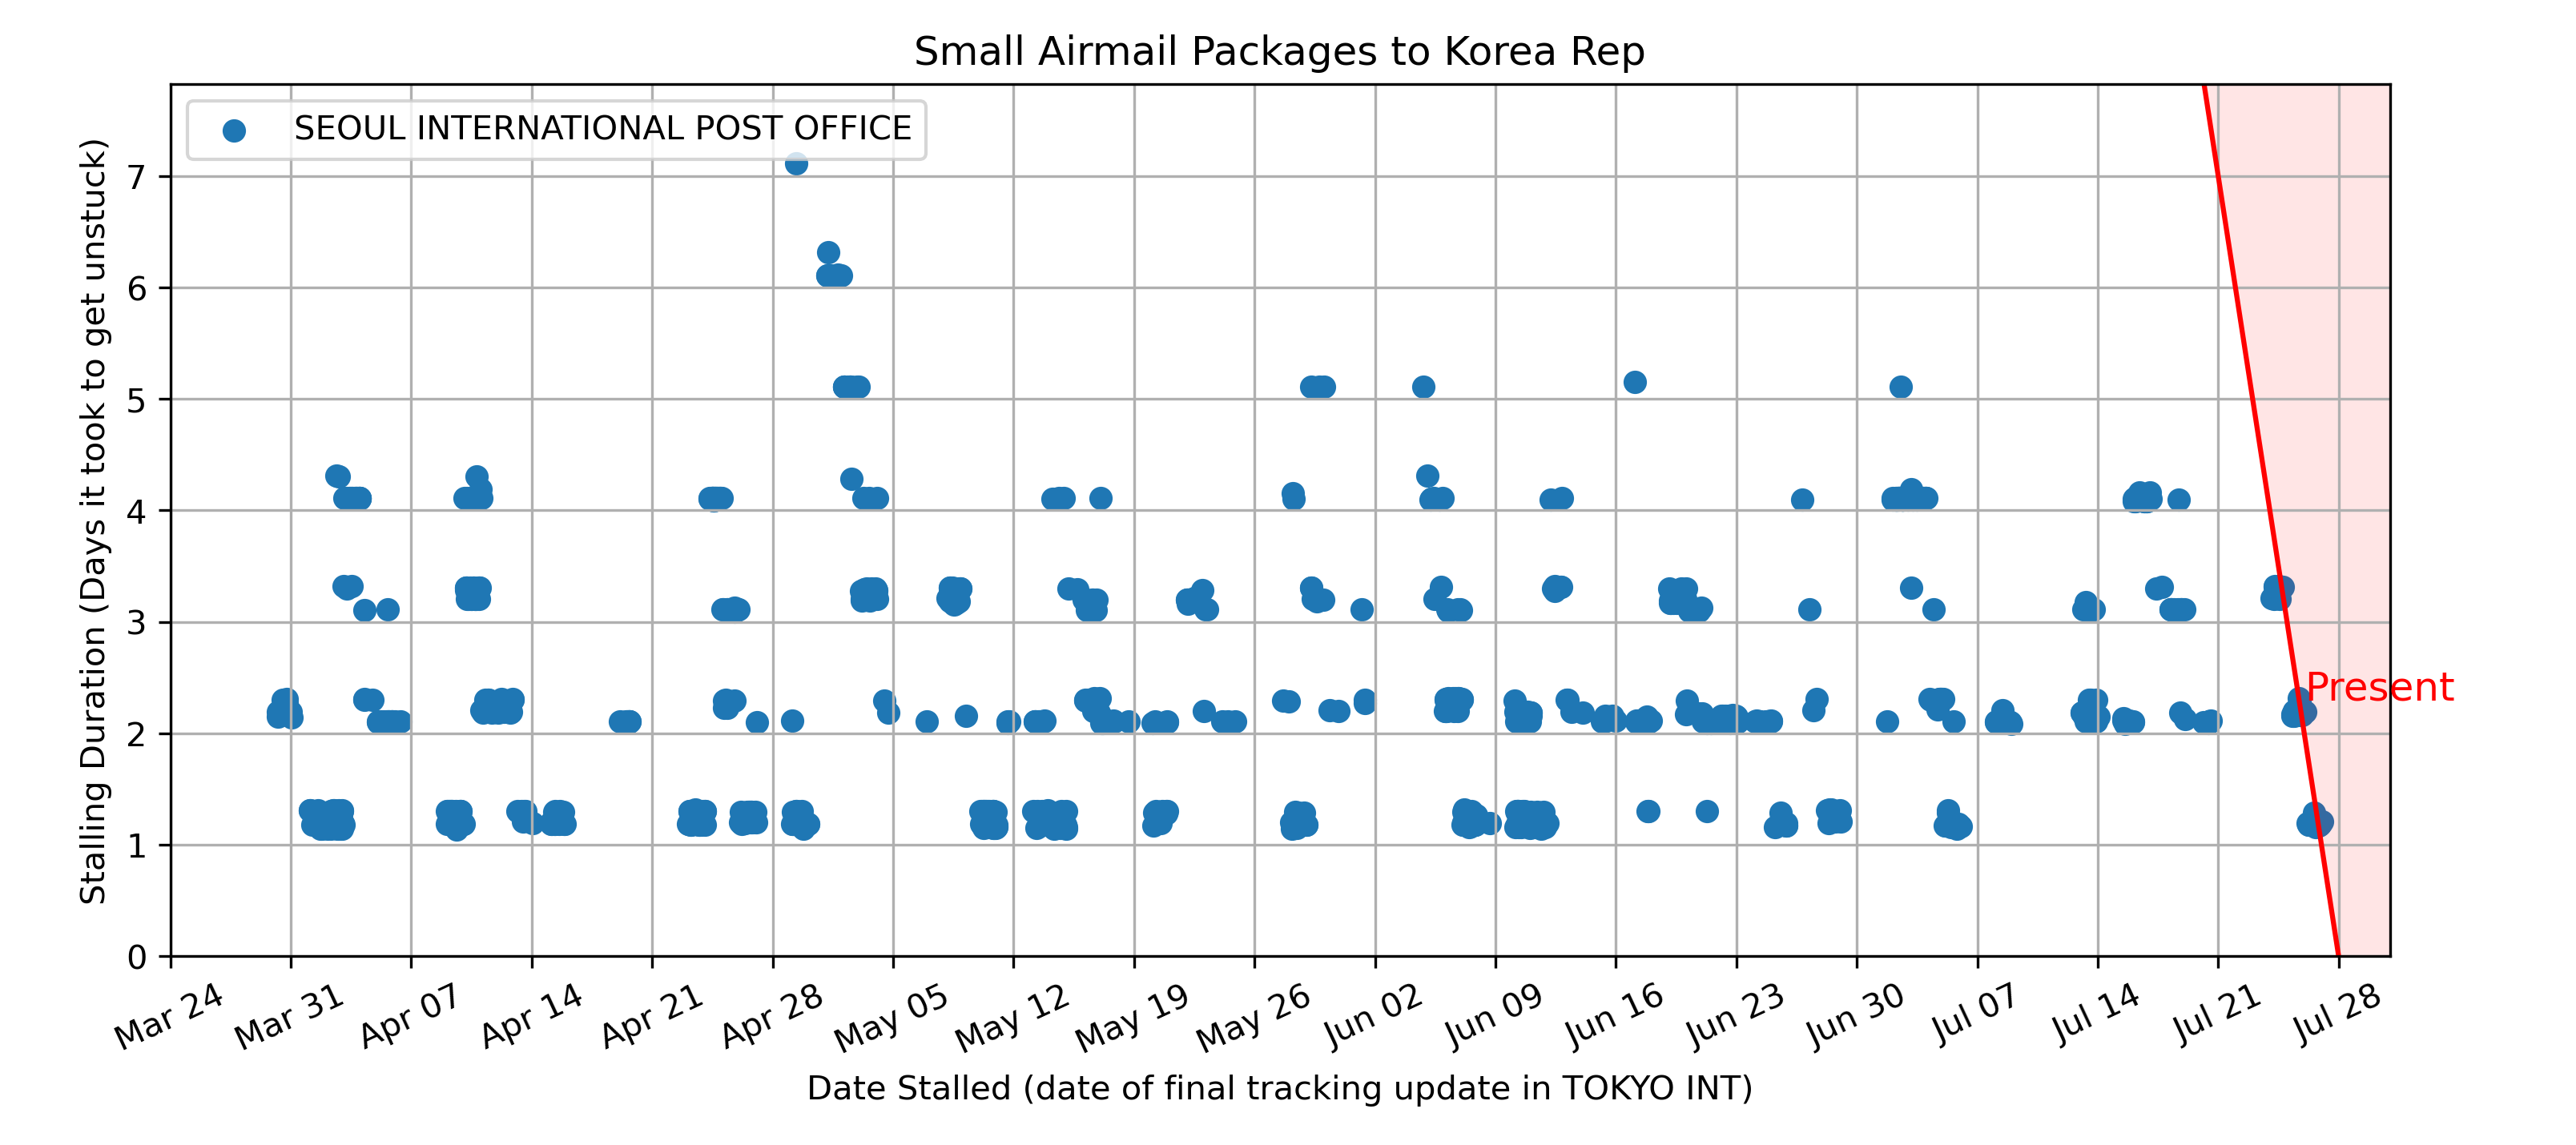 Small Airmail Packages to Korea Rep
SEOUL INTERNATIONAL POST OFFICE
Stalling Duration (Days it took to get unstuck)
7
6
5
4
3
2
1
0
Present
Mar 24
Mar 31
Apr 07
Apr 14
Apr 21
Apr 28
May 05
May 12
May 19
May 26
Jun 02
Jun 09
Jun 16
Jun 23
Jun 30
Jul 07
Jul 14
Jul 21
Jul 28
Date Stalled (date of final tracking update in TOKYO INT)